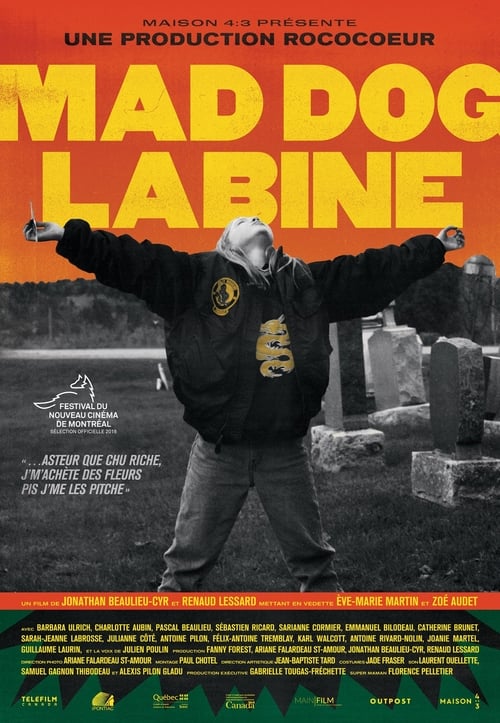 MAISON 4:3 PRÉSENTE
UNE PRODUCTION ROCOCOEUR
MAD DOG
LABINE
FESTIVAL DU
NOUVEAU CINÉMA
DE MONTRÉAL
SÉLECTION OFFICIELLE 2018
“...ASTEUR QUE CHU RICHE,
J'M'ACHÈTE DES FLEURS
PIS J'ME LES PITCHE”
UN FILM DE JONATHAN BEAULIEU-CYR ET RENAUD LESSARD METTANT EN VEDETTE ÈVE-MARIE MARTIN ET ZOÉ AUDET
AVEC BARBARA ULRICH, CHARLOTTE AUBIN, PASCAL BEAULIEU, SÉBASTIEN RICARD, SARIANNE CORMIER, EMMANUEL BILODEAU, CATHERINE BRUNET,
SARAH-JEANNE LABROSSE, JULIANNE CÔTÉ, ANTOINE PILON, FÉLIX-ANTOINE TREMBLAY, KARL WALCOTT, ANTOINE RIVARD-NOLIN, JOANIE MARTEL,
GUILLAUME LAURIN, ET LA VOIX DE JULIEN POULIN PRODUCTION FANNY FOREST, ARIANE FALARDEAU ST-AMOUR, JONATHAN BEAULIEU-CYR, RENAUD LESSARD
DIRECTION PHOTO ARIANE FALARDEAU ST-AMOUR MONTAGE PAUL CHOTEL DIRECTION ARTISTIQUE JEAN-BAPTISTE TARD COSTUMES JADE FRASER SON LAURENT OUELLETTE,
SAMUEL GAGNON THIBODEAU ET ALEXIS PILON GLADU PRODUCTION EXÉCUTIVE GABRIELLE TOUGAS-FRÉCHETTE SUPER MAMAN FLORENCE PELLETIER
TELEFILM
CANADA
PONTIAC
Québec
Canada
MAIN FILM
OUTPOST
MAISON 4:3